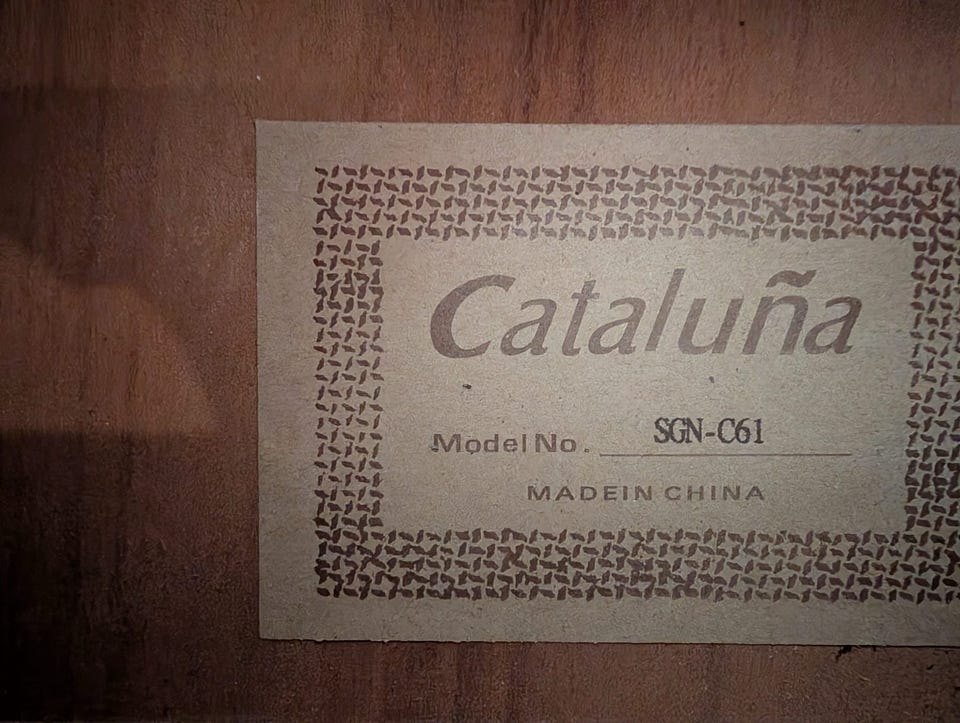 Cataluña
Model No. SGN-C61
MADEIN CHINA